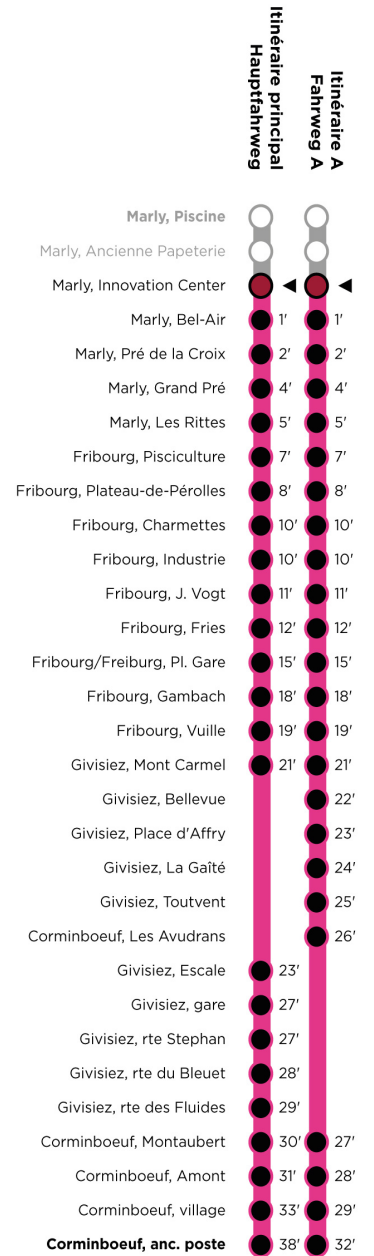 Itinéraire principal
Hauptfahrweg
Itinéraire A
Fahrweg A
Marly, Piscine
Marly, Ancienne Papeterie
Marly, Innovation Center
Marly, Bel-Air 1' 1'
Marly, Pré de la Croix 2' 2'
Marly, Grand Pré 4' 4'
Marly, Les Rittes 5' 5'
Fribourg, Pisciculture 7' 7'
Fribourg, Plateau-de-Pérolles 8' 8'
Fribourg, Charmettes 10' 10'
Fribourg, Industrie 10' 10'
Fribourg, J. Vogt 11' 11'
Fribourg, Fries 12' 12'
Fribourg/Freiburg, Pl. Gare 15' 15'
Fribourg, Gambach 18' 18'
Fribourg, Vuille 19' 19'
Givisiez, Mont Carmel 21' 21'
Givisiez, Bellevue 22'
Givisiez, Place d'Affry 23'
Givisiez, La Gaîté 24'
Givisiez, Toutvent 25'
Corminboeuf, Les Avudrans 26'
Givisiez, Escale 23'
Givisiez, gare 27'
Givisiez, rte Stephan 27'
Givisiez, rte du Bleuet 28'
Givisiez, rte des Fluides 29'
Corminboeuf, Montaubert 30' 27'
Corminboeuf, Amont 31' 28'
Corminboeuf, village 33' 29'
Corminboeuf, anc. poste 38' 32'